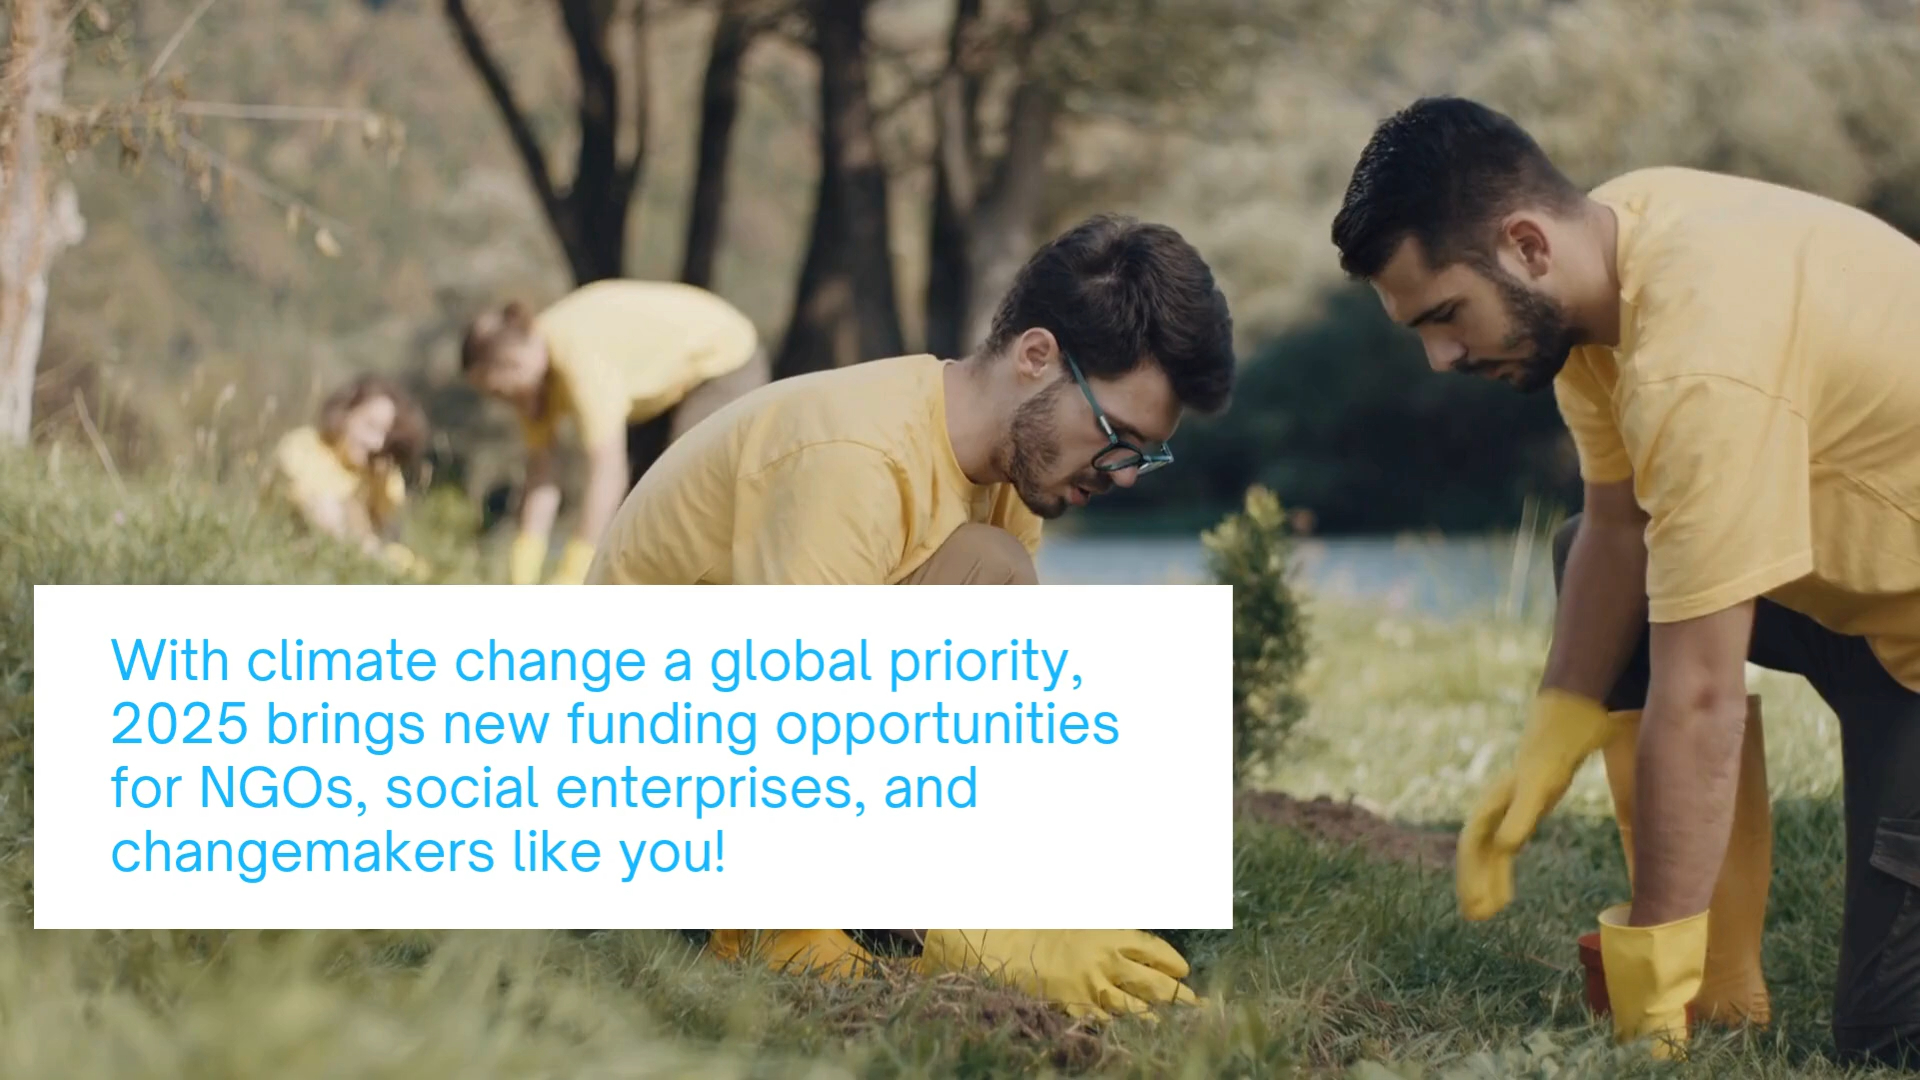 With climate change a global priority,
2025 brings new funding opportunities
for NGOs, social enterprises, and
changemakers like you!